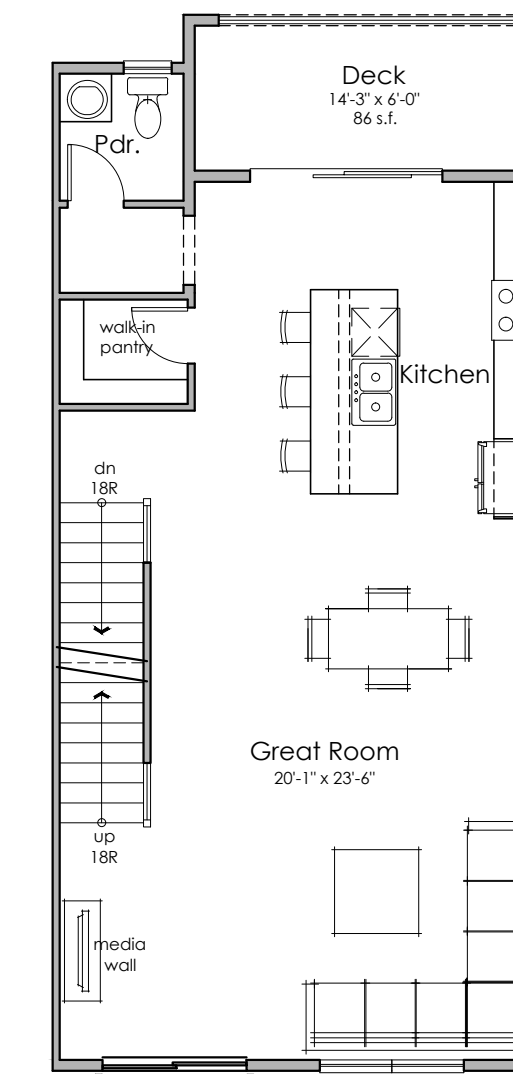 Deck
14'-3" x 6'-0"
86 s.f.
Pdr.
walk-in
pantry
Kitchen
dn
18R
Great Room
20'-1" x 23'-6"
up
18R
media
wall